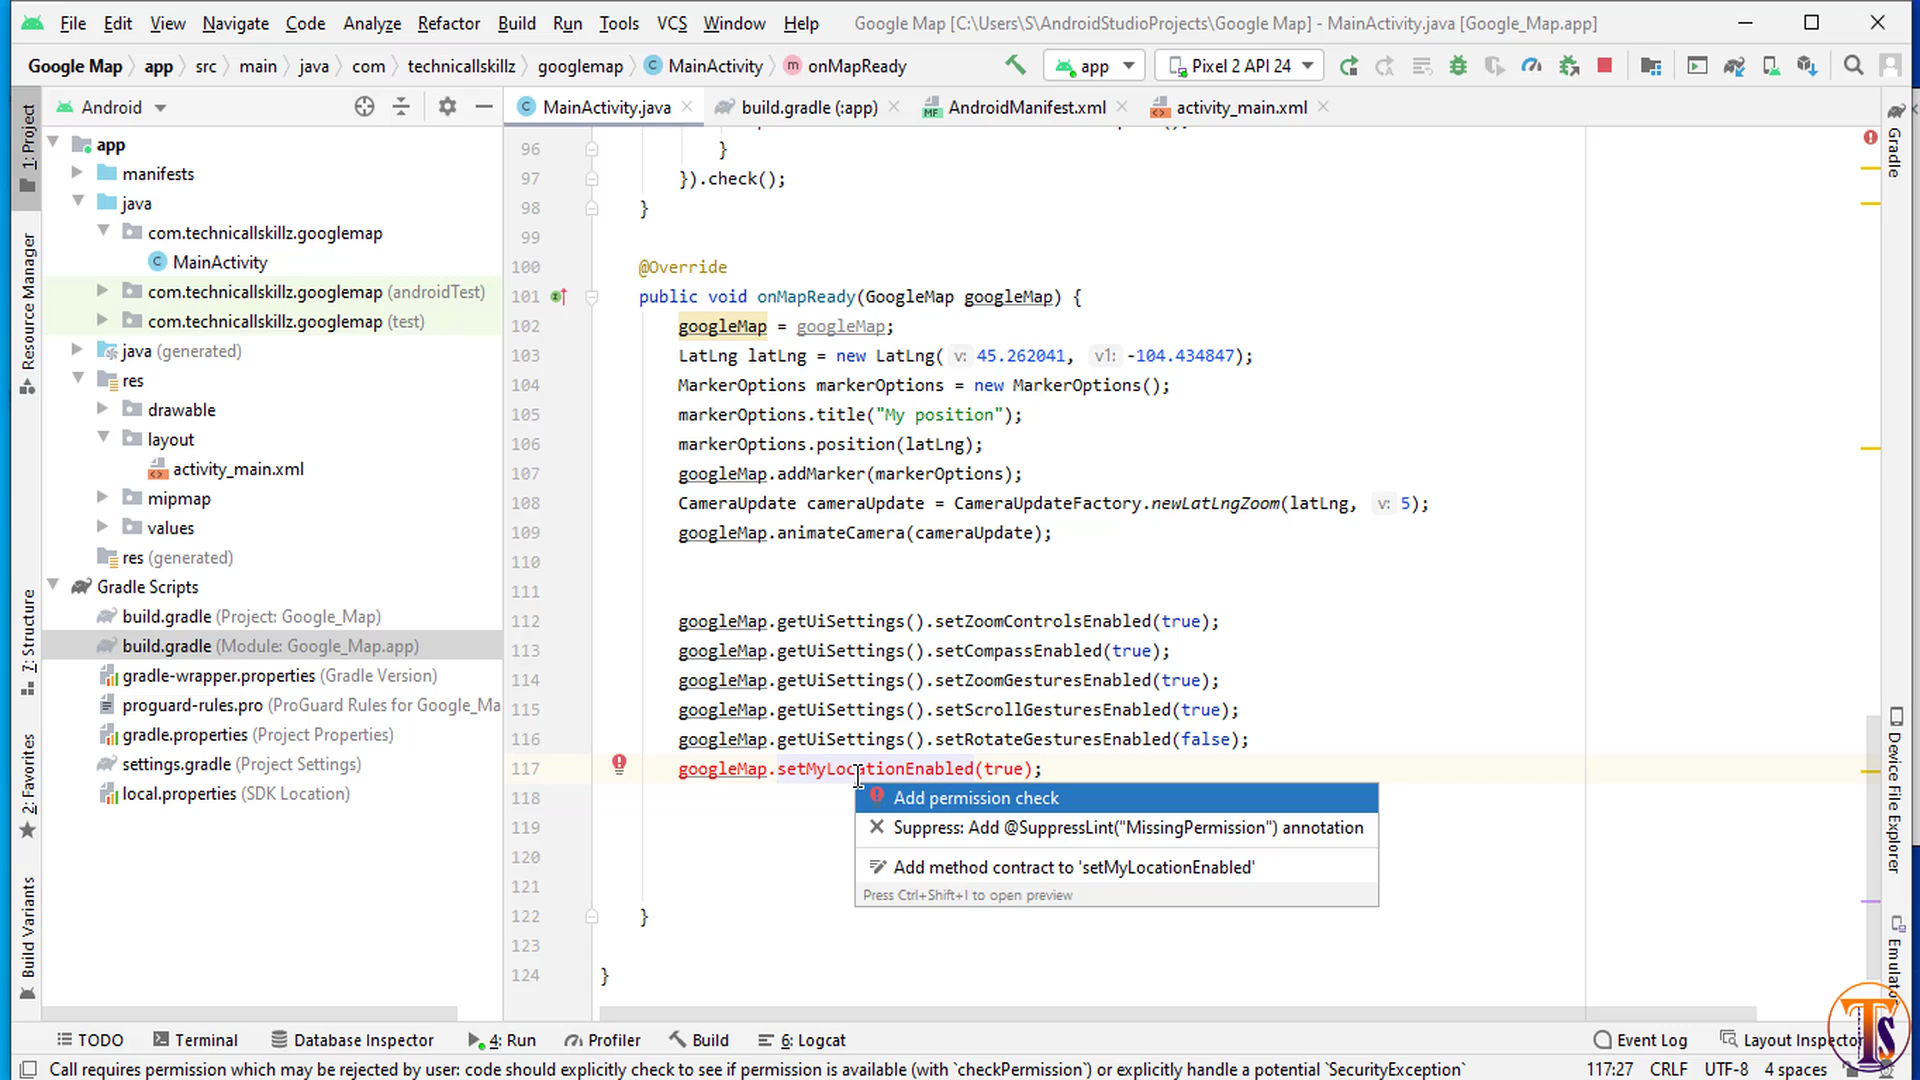 File Edit View Navigate Code Analyze Refactor Build Run Tools VCS Window Help Google Map [C:\Users\S\AndroidStudioProjects\Google Map] - MainActivity.java [Google_Map.app]
Google Map app src main java com technicallskillz googlemap MainActivity onMapReady app Pixel 2 API 24
Android
MainActivity.java build.gradle (:app) AndroidManifest.xml activity_main.xml
1: Project
Resource Manager
7: Structure
2: Favorites
Build Variants
app
manifests
java
com.technicallskillz.googlemap
MainActivity
com.technicallskillz.googlemap (androidTest)
com.technicallskillz.googlemap (test)
java (generated)
res
drawable
layout
activity_main.xml
mipmap
values
res (generated)
Gradle Scripts
build.gradle (Project: Google_Map)
build.gradle (Module: Google_Map.app)
gradle-wrapper.properties (Gradle Version)
proguard-rules.pro (ProGuard Rules for Google_Ma
gradle.properties (Project Properties)
settings.gradle (Project Settings)
local.properties (SDK Location)
96 }
97 }).check();
98 }
99
100 @Override
101 public void onMapReady(GoogleMap googleMap) {
102 googleMap = googleMap;
103 LatLng latLng = new LatLng( v: 45.262041, v1: -104.434847);
104 MarkerOptions markerOptions = new MarkerOptions();
105 markerOptions.title("My position");
106 markerOptions.position(latLng);
107 googleMap.addMarker(markerOptions);
108 CameraUpdate cameraUpdate = CameraUpdateFactory.newLatLngZoom(latLng, v: 5);
109 googleMap.animateCamera(cameraUpdate);
110
111
112 googleMap.getUiSettings().setZoomControlsEnabled(true);
113 googleMap.getUiSettings().setCompassEnabled(true);
114 googleMap.getUiSettings().setZoomGesturesEnabled(true);
115 googleMap.getUiSettings().setScrollGesturesEnabled(true);
116 googleMap.getUiSettings().setRotateGesturesEnabled(false);
117 googleMap.setMyLocationEnabled(true);
118
119
120
121
122 }
123
124 }
Add permission check
Suppress: Add @SuppressLint("MissingPermission") annotation
Add method contract to 'setMyLocationEnabled'
Press Ctrl+Shift+I to open preview
Gradle
Device File Explorer
Emulator
TODO Terminal Database Inspector 4: Run Profiler Build 6: Logcat Event Log Layout Inspector
TS
Call requires permission which may be rejected by user: code should explicitly check to see if permission is available (with `checkPermission`) or explicitly handle a potential `SecurityException` 117:27 CRLF UTF-8 4 spaces